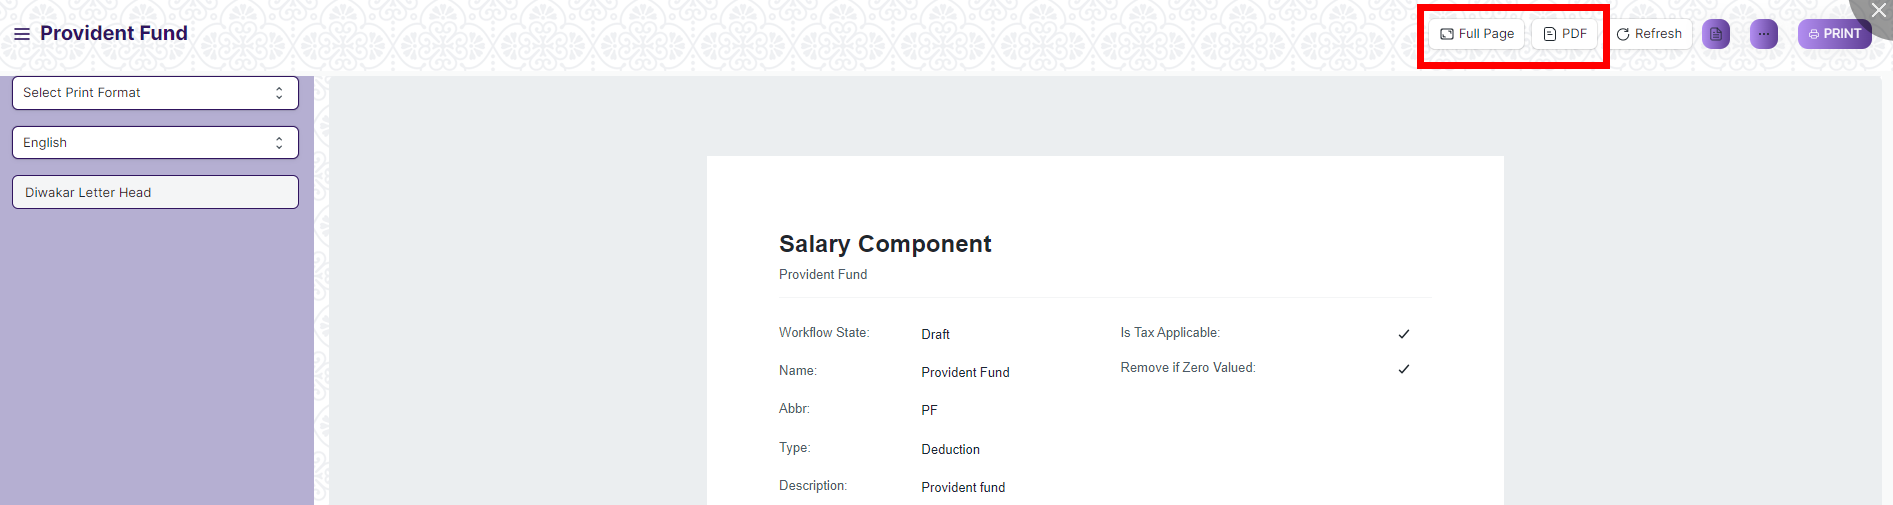 Provident Fund
Full Page
PDF
Refresh
PRINT
Select Print Format
English
Diwakar Letter Head
Salary Component
Provident Fund
Workflow State: Draft
Is Tax Applicable:
Name: Provident Fund
Remove if Zero Valued:
Abbr: PF
Type: Deduction
Description: Provident fund